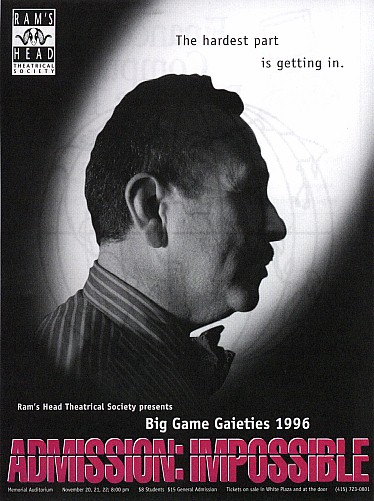 RAM'S
HEAD
THEATRICAL
SOCIETY
The hardest part
is getting in.
Ram's Head Theatrical Society presents
Big Game Gaieties 1996
ADMISSION: IMPOSSIBLE
Memorial Auditorium November 20, 21, 22; 8:00 pm $8 Students $15 General Admission Tickets on sale in White Plaza and at the door (415) 723-0801